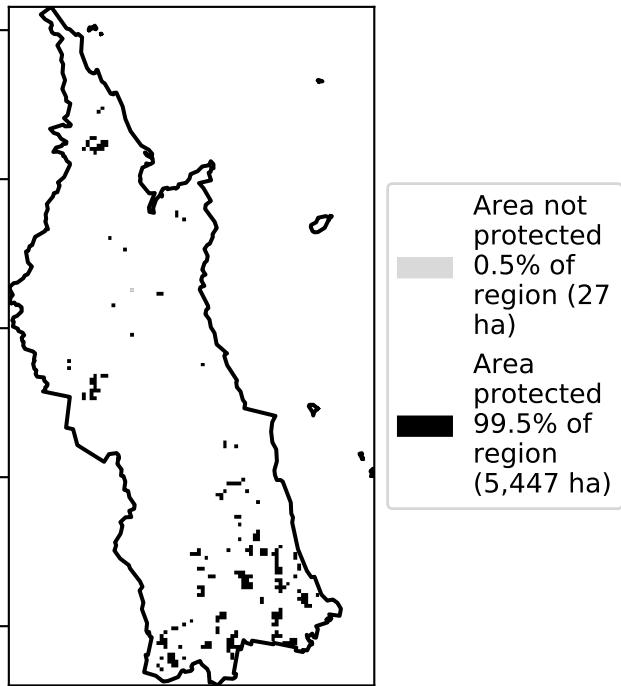 Area not
protected
0.5% of
region (27
ha)
Area
protected
99.5% of
region
(5,447 ha)